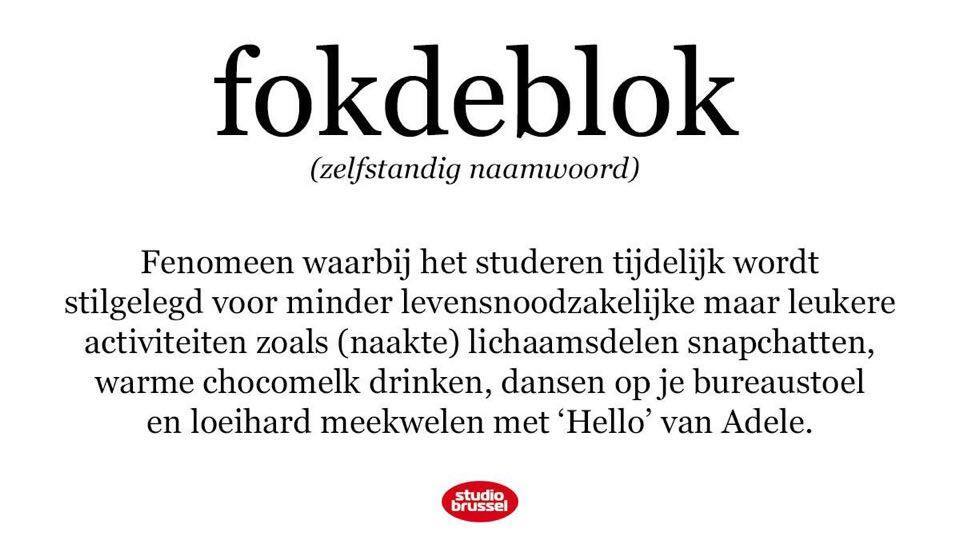 fokdeblok
(zelfstandig naamwoord)
Fenomeen waarbij het studeren tijdelijk wordt
stilgelegd voor minder levensnoodzakelijke maar leukere
activiteiten zoals (naakte) lichaamsdelen snapchatten,
warme chocomelk drinken, dansen op je bureaustoel
en loeihard meekwelen met ‘Hello’ van Adele.
studio
brussel